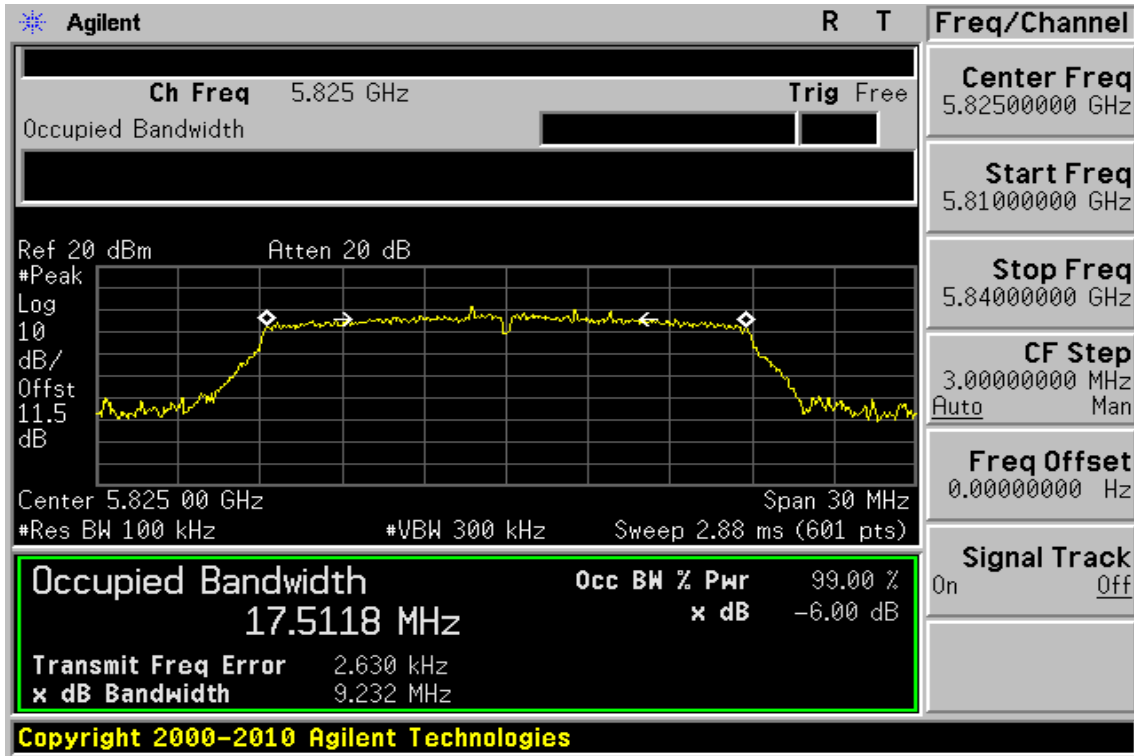 Agilent R T
Ch Freq 5.825 GHz Trig Free
Occupied Bandwidth
Ref 20 dBm Atten 20 dB
#Peak
Log
10
dB/
Offst
11.5
dB
Center 5.825 00 GHz Span 30 MHz
#Res BW 100 kHz #VBW 300 kHz Sweep 2.88 ms (601 pts)
Occupied Bandwidth
17.5118 MHz
Occ BW % Pwr 99.00 %
x dB -6.00 dB
Transmit Freq Error 2.630 kHz
x dB Bandwidth 9.232 MHz
Copyright 2000-2010 Agilent Technologies
Freq/Channel
Center Freq
5.82500000 GHz
Start Freq
5.81000000 GHz
Stop Freq
5.84000000 GHz
CF Step
3.00000000 MHz
Auto Man
Freq Offset
0.00000000 Hz
Signal Track
On Off